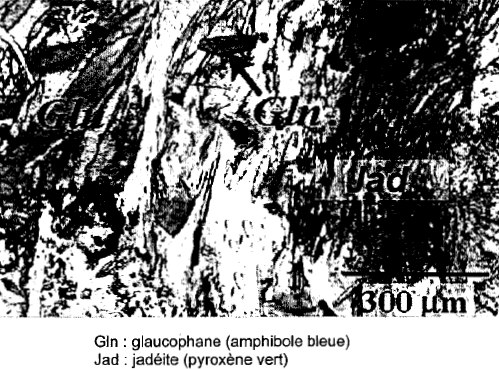 Gln
Gln
Jad
300 µm
Gln : glaucophane (amphibole bleue)
Jad : jadéite (pyroxène vert)